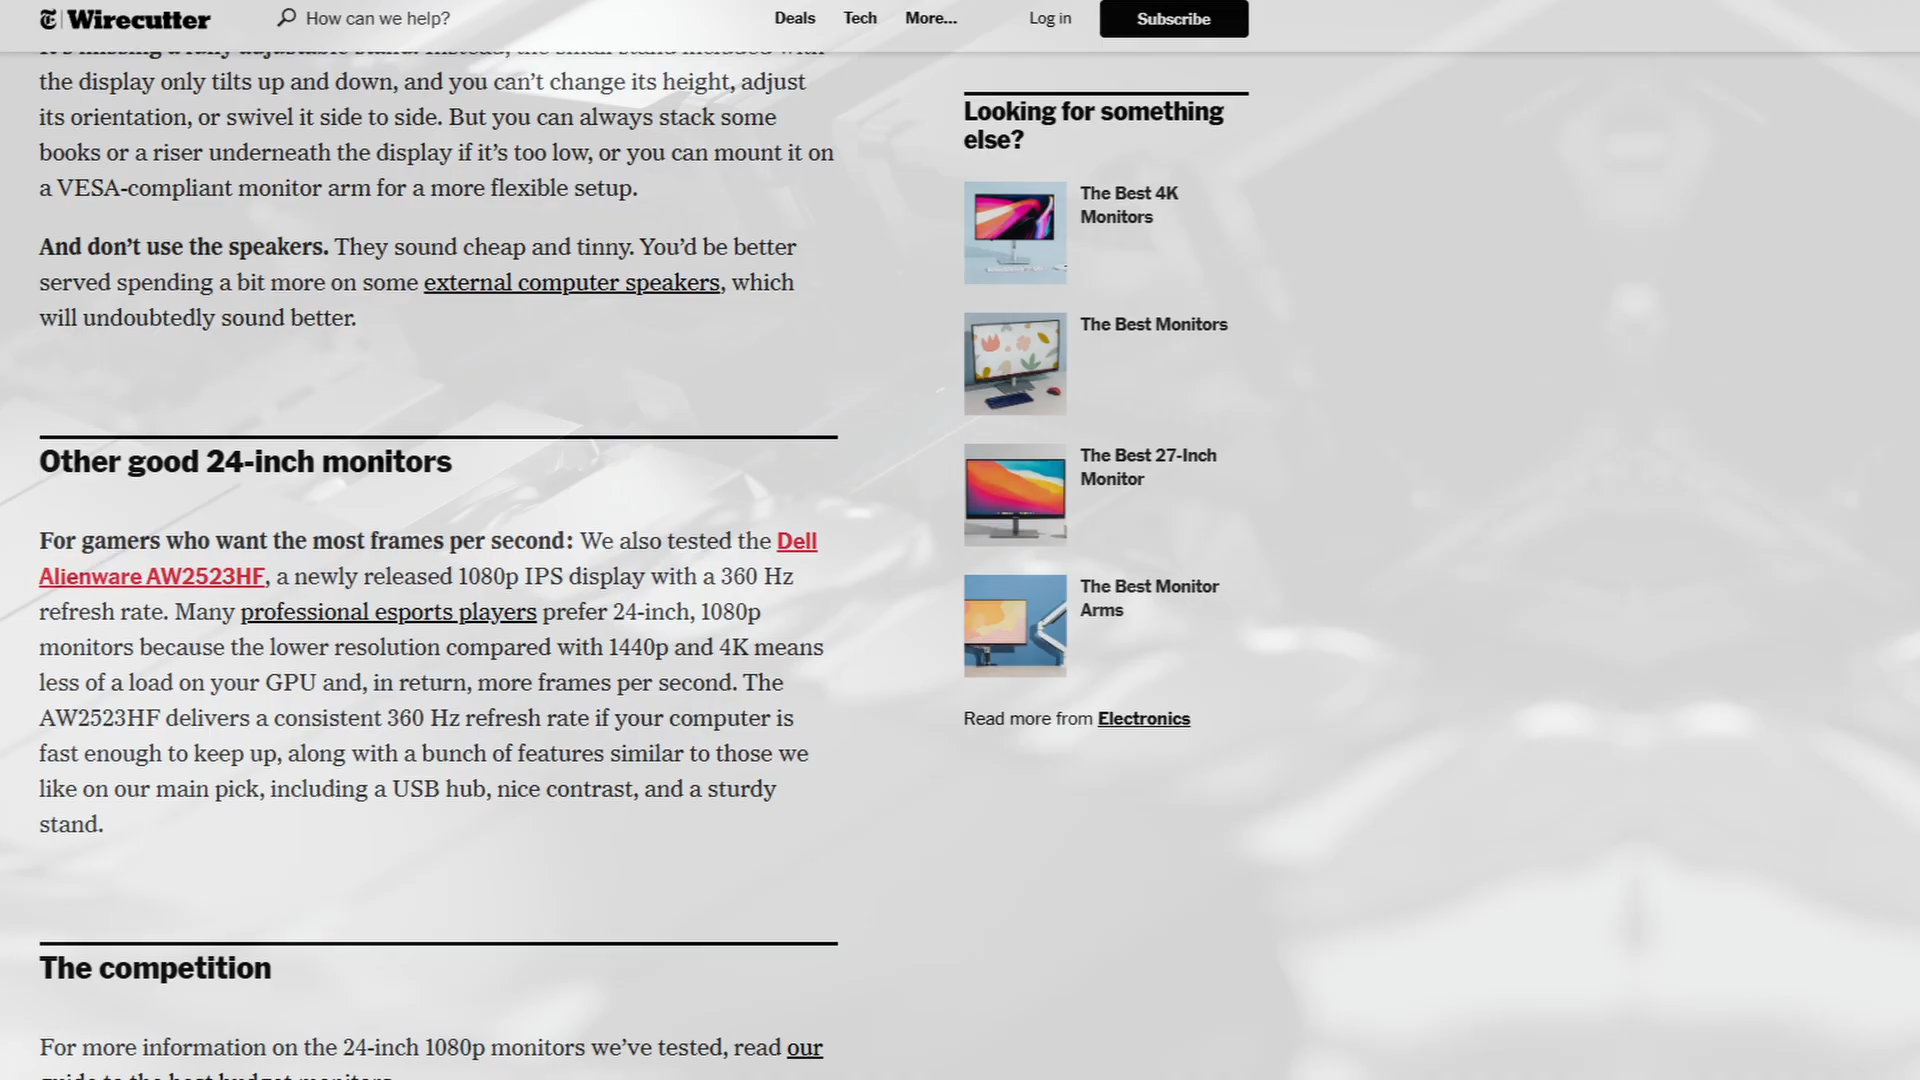 Wirecutter
How can we help?
Deals
Tech
More...
Log in
Subscribe
the display only tilts up and down, and you can’t change its height, adjust
its orientation, or swivel it side to side. But you can always stack some
books or a riser underneath the display if it’s too low, or you can mount it on
a VESA-compliant monitor arm for a more flexible setup.
And don’t use the speakers. They sound cheap and tinny. You’d be better
served spending a bit more on some external computer speakers, which
will undoubtedly sound better.
Other good 24-inch monitors
For gamers who want the most frames per second: We also tested the Dell
Alienware AW2523HF, a newly released 1080p IPS display with a 360 Hz
refresh rate. Many professional esports players prefer 24-inch, 1080p
monitors because the lower resolution compared with 1440p and 4K means
less of a load on your GPU and, in return, more frames per second. The
AW2523HF delivers a consistent 360 Hz refresh rate if your computer is
fast enough to keep up, along with a bunch of features similar to those we
like on our main pick, including a USB hub, nice contrast, and a sturdy
stand.
The competition
For more information on the 24-inch 1080p monitors we’ve tested, read our
guide to the best budget monitors.
Looking for something
else?
The Best 4K
Monitors
The Best Monitors
The Best 27-Inch
Monitor
The Best Monitor
Arms
Read more from Electronics